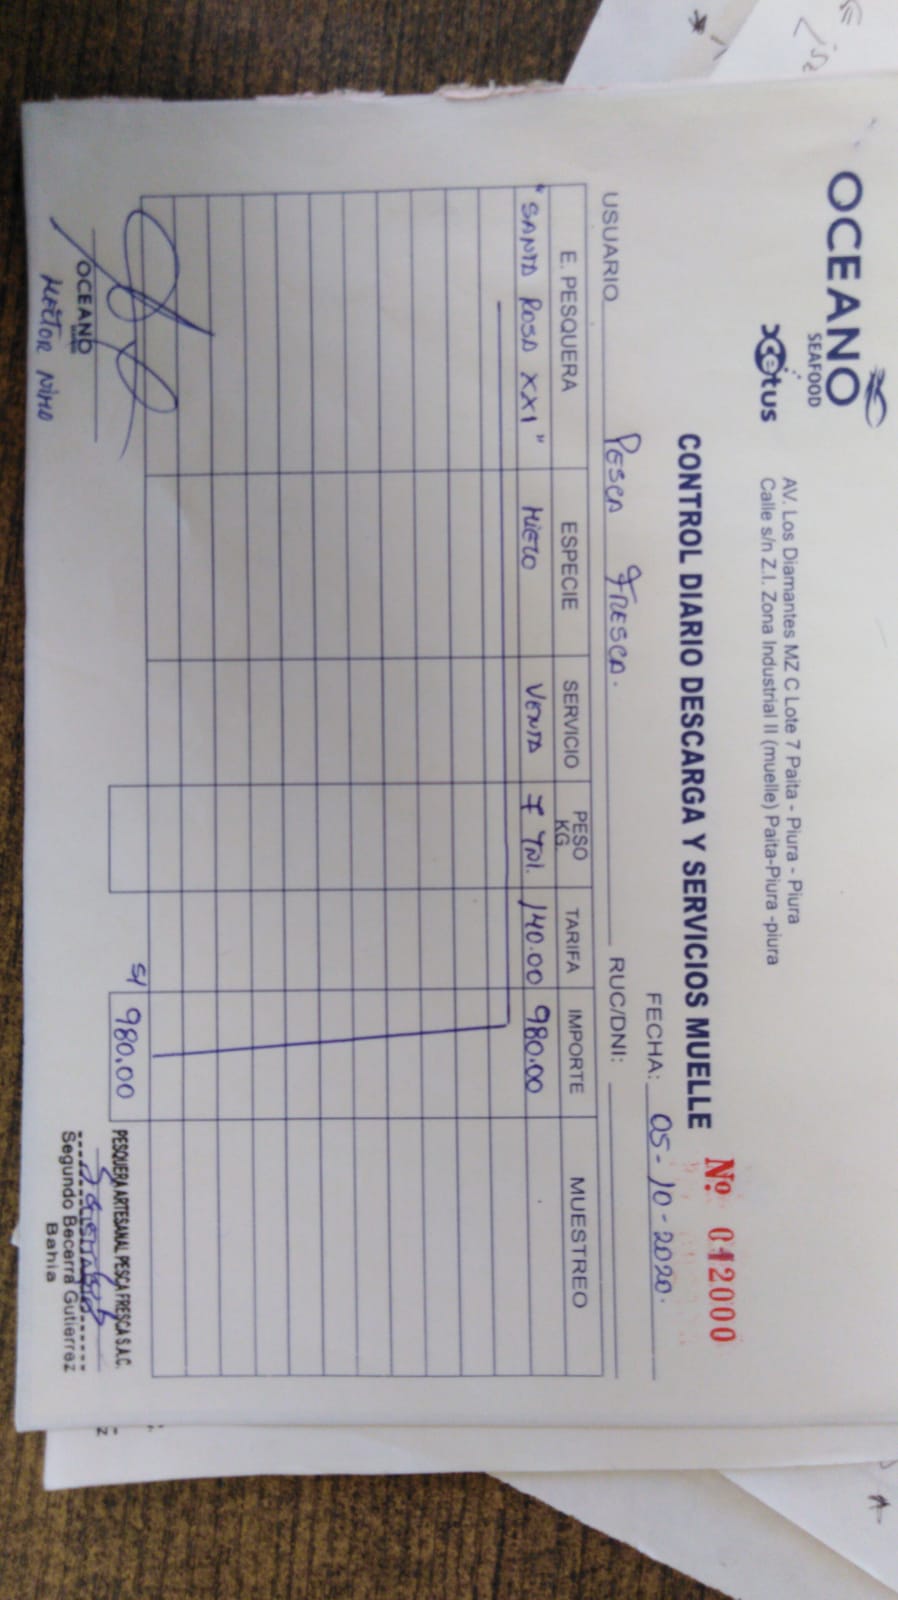 OCEANO
SEAFOOD
cetus
AV. Los Diamantes MZ C Lote 7 Paita - Piura - Piura
Calle s/n Z.I. Zona Industrial II (muelle) Paita-Piura -piura
CONTROL DIARIO DESCARGA Y SERVICIOS MUELLE
Nº 012000
FECHA: 05-10-2020.
USUARIO Pesca Fresca. RUC/DNI:
E. PESQUERA ESPECIE SERVICIO PESO KG. TARIFA IMPORTE MUESTREO
"SANTA ROSA XXI" HIELO VENTA 7 TNl. 140.00 980.00
S/ 980.00
OCEANO
HECTOR NIMA
PESQUERA ARTESANAL PESCA FRESCA S.A.C.
Segundo Becerra Gutierrez
Bahia